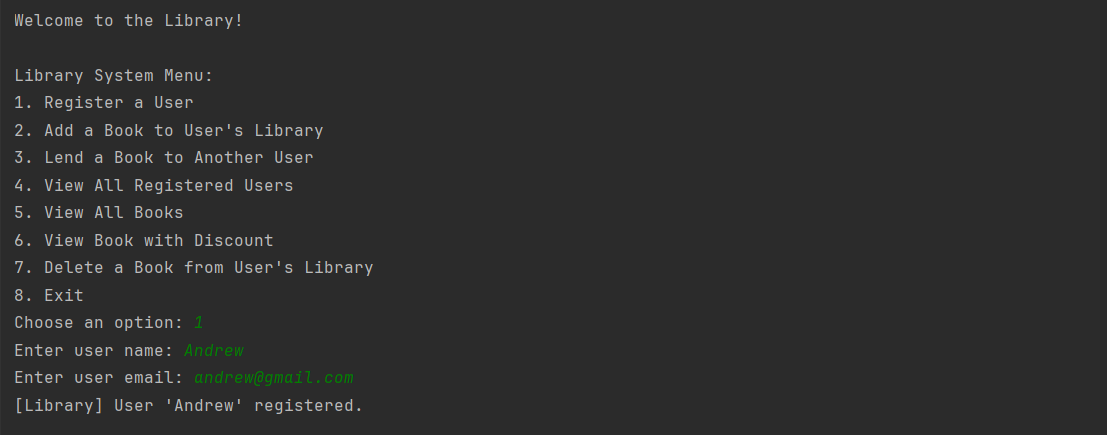 Welcome to the Library!
Library System Menu:
1. Register a User
2. Add a Book to User's Library
3. Lend a Book to Another User
4. View All Registered Users
5. View All Books
6. View Book with Discount
7. Delete a Book from User's Library
8. Exit
Choose an option: 1
Enter user name: Andrew
Enter user email: andrew@gmail.com
[Library] User 'Andrew' registered.